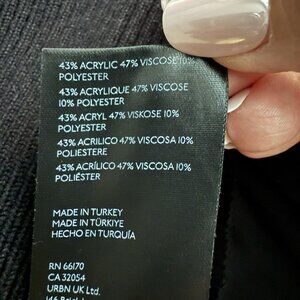 43% ACRYLIC 47% VISCOSE 10%
POLYESTER
43% ACRYLIQUE 47% VISCOSE
10% POLYESTER
43% ACRYL 47% VISKOSE 10%
POLYESTER
43% ACRILICO 47% VISCOSA 10%
POLIESTERE
43% ACRÍLICO 47% VISCOSA 10%
POLIÉSTER
MADE IN TURKEY
MADE IN TÜRKIYE
HECHO EN TURQUÍA
RN 66170
CA 32054
URBN UK Ltd.